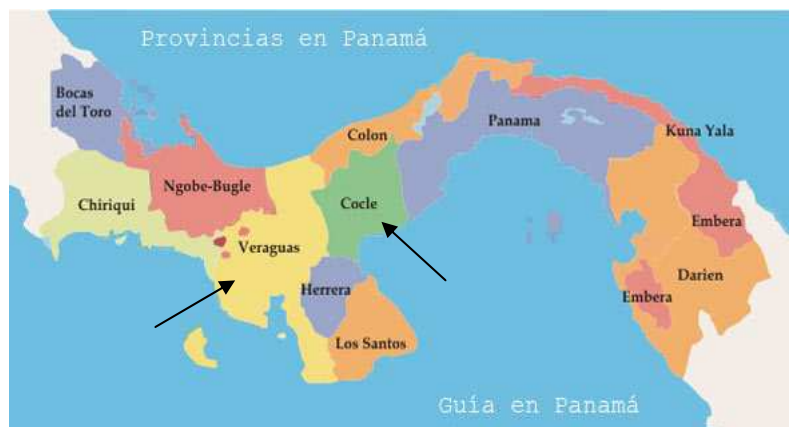 Provincias en Panamá
Bocas
del Toro
Colon
Panama
Kuna Yala
Ngobe-Bugle
Chiriqui
Cocle
Embera
Veraguas
Darien
Herrera
Embera
Los Santos
Guía en Panamá